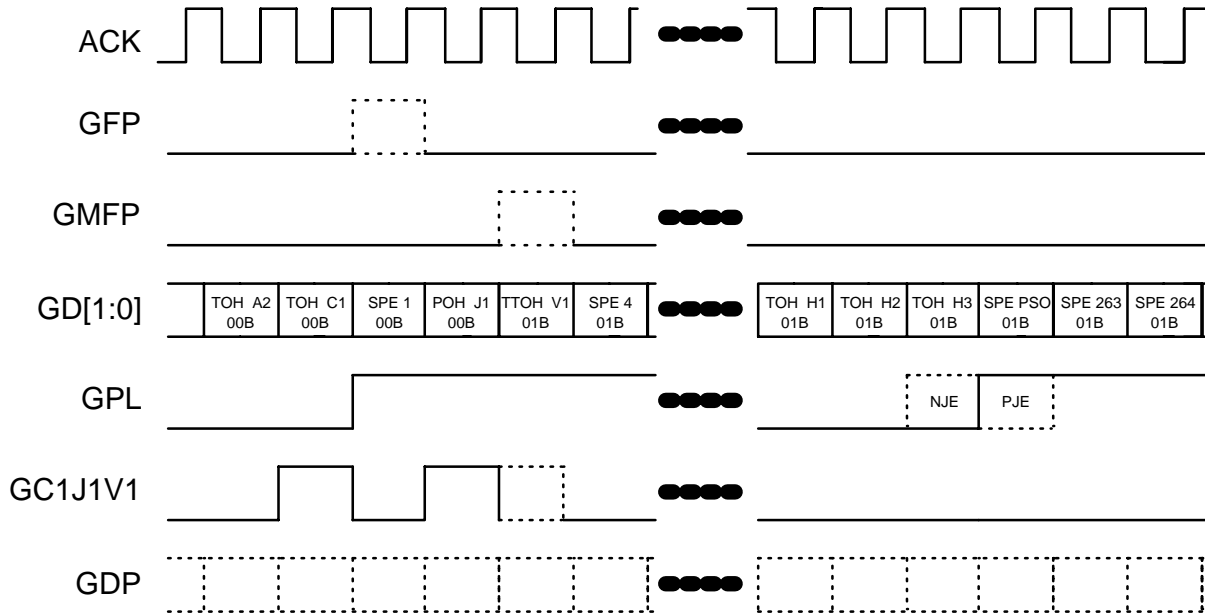 ACK
GFP
GMFP
GD[1:0]
TOH A2 TOH C1 SPE 1 POH J1 TTOH V1 SPE 4 TOH H1 TOH H2 TOH H3 SPE PSO SPE 263 SPE 264
00B 00B 00B 00B 01B 01B 01B 01B 01B 01B 01B 01B
GPL
NJE PJE
GC1J1V1
GDP